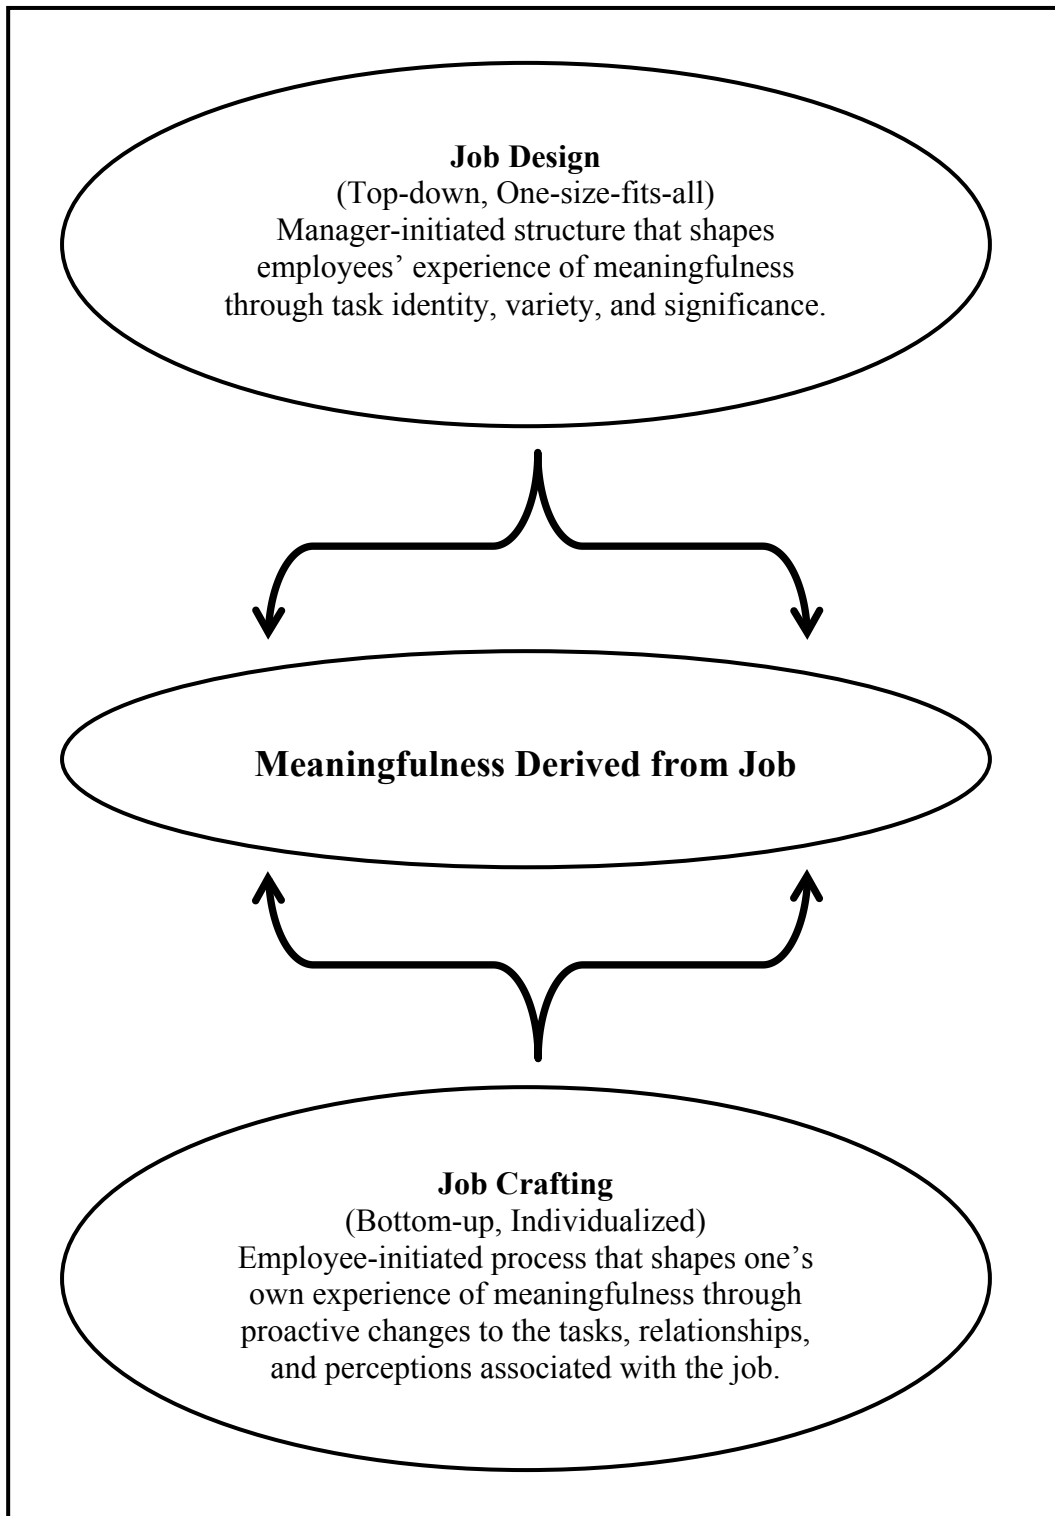 Job Design
(Top-down, One-size-fits-all)
Manager-initiated structure that shapes
employees’ experience of meaningfulness
through task identity, variety, and significance.
Meaningfulness Derived from Job
Job Crafting
(Bottom-up, Individualized)
Employee-initiated process that shapes one’s
own experience of meaningfulness through
proactive changes to the tasks, relationships,
and perceptions associated with the job.